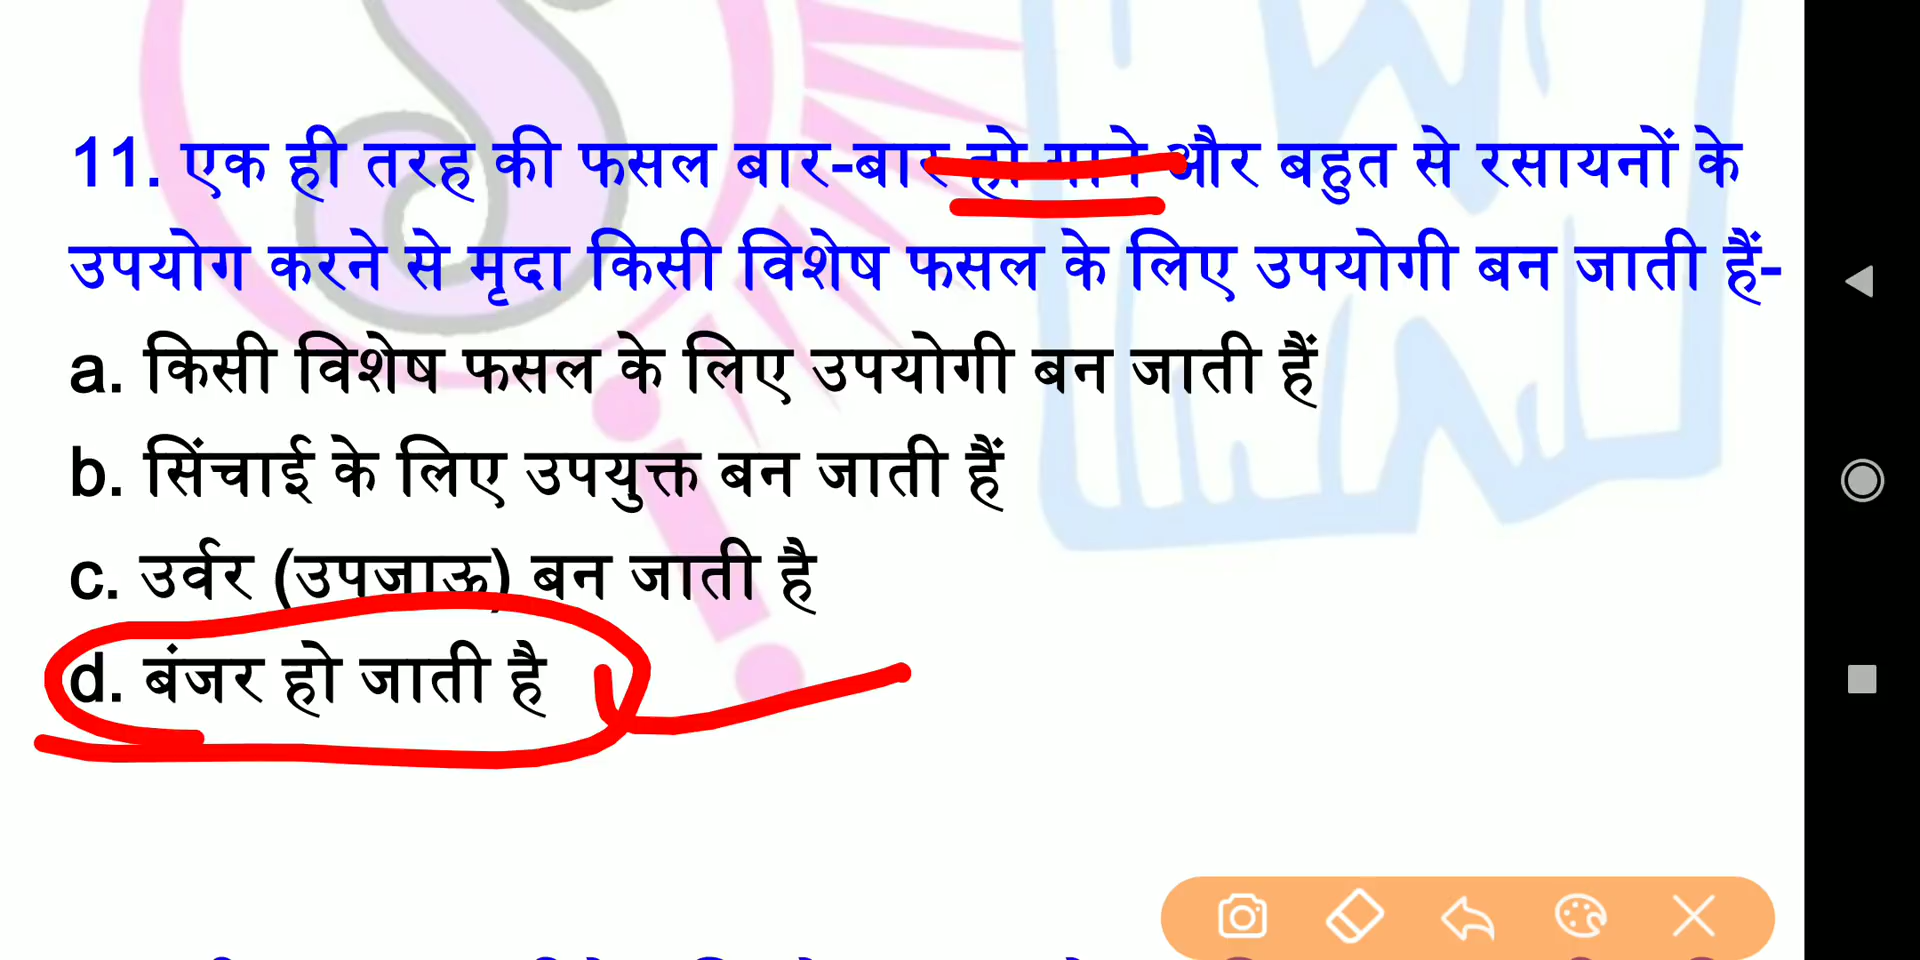 11. एक ही तरह की फसल बार-बार हो और बहुत से रसायनों के
उपयोग करने से मृदा किसी विशेष फसल के लिए उपयोगी बन जाती हैं-
a. किसी विशेष फसल के लिए उपयोगी बन जाती हैं
b. सिंचाई के लिए उपयुक्त बन जाती हैं
c. उर्वर (उपजाऊ) बन जाती है
d. बंजर हो जाती है